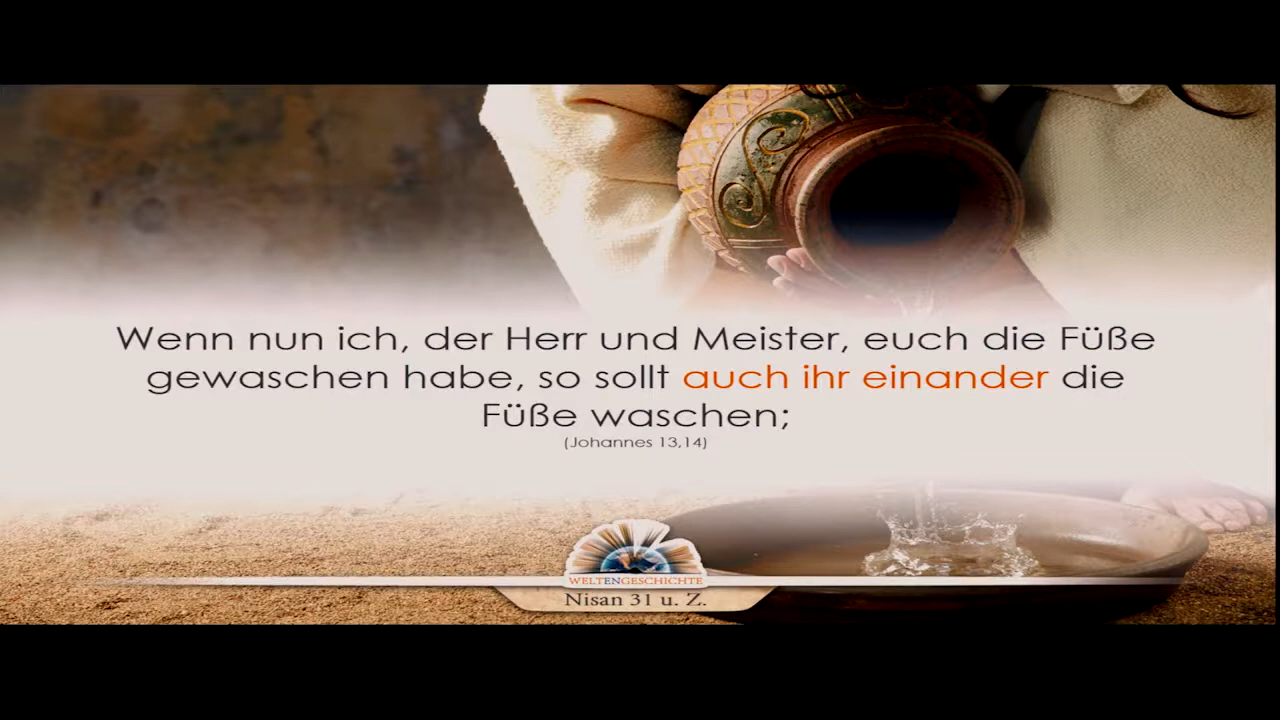 Wenn nun ich, der Herr und Meister, euch die Füße
gewaschen habe, so sollt auch ihr einander die
Füße waschen;
(Johannes 13,14)
WELTENGESCHICHTE
Nisan 31 u. Z.